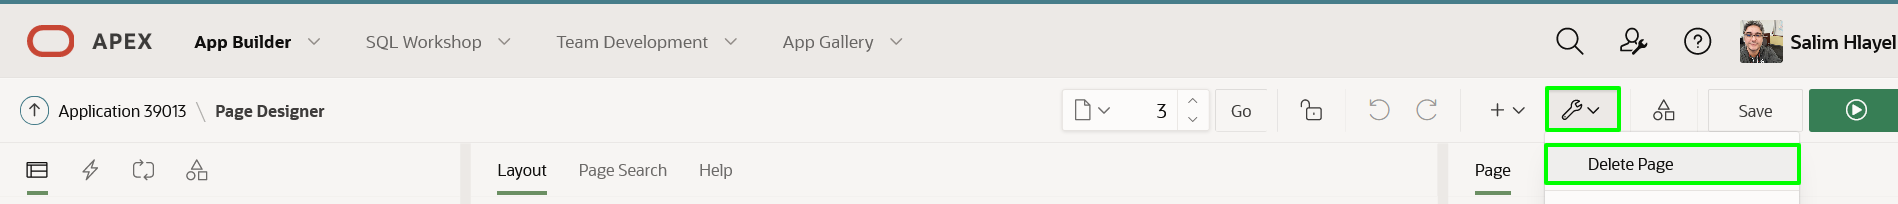 APEX App Builder SQL Workshop Team Development App Gallery Salim Hlayel
Application 39013 \ Page Designer 3 Go Save
Layout Page Search Help Page Delete Page